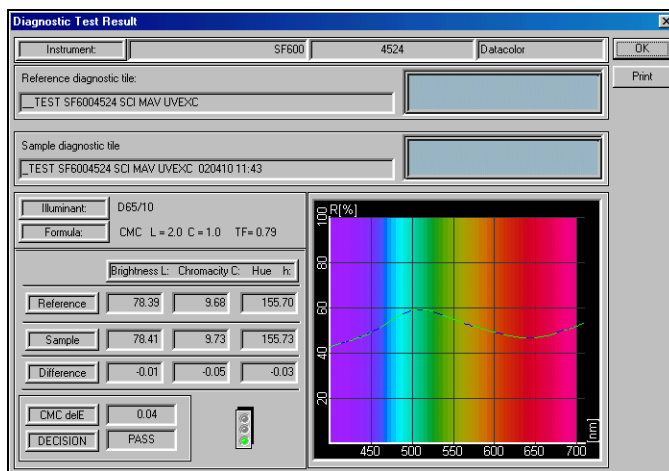 Diagnostic Test Result
Instrument: SF600 4524 Datacolor OK
Reference diagnostic tile: Print
__TEST SF6004524 SCI MAV UVEXC
Sample diagnostic tile
_TEST SF6004524 SCI MAV UVEXC 020410 11:43
Illuminant: D65/10
Formula: CMC L = 2.0 C = 1.0 TF= 0.79
Brightness L: Chromacity C: Hue h:
Reference 78.39 9.68 155.70
Sample 78.41 9.73 155.73
Difference -0.01 -0.05 -0.03
CMC delE 0.04
DECISION PASS
R[%]
100
80
60
40
20
450 500 550 600 650 700 [nm]